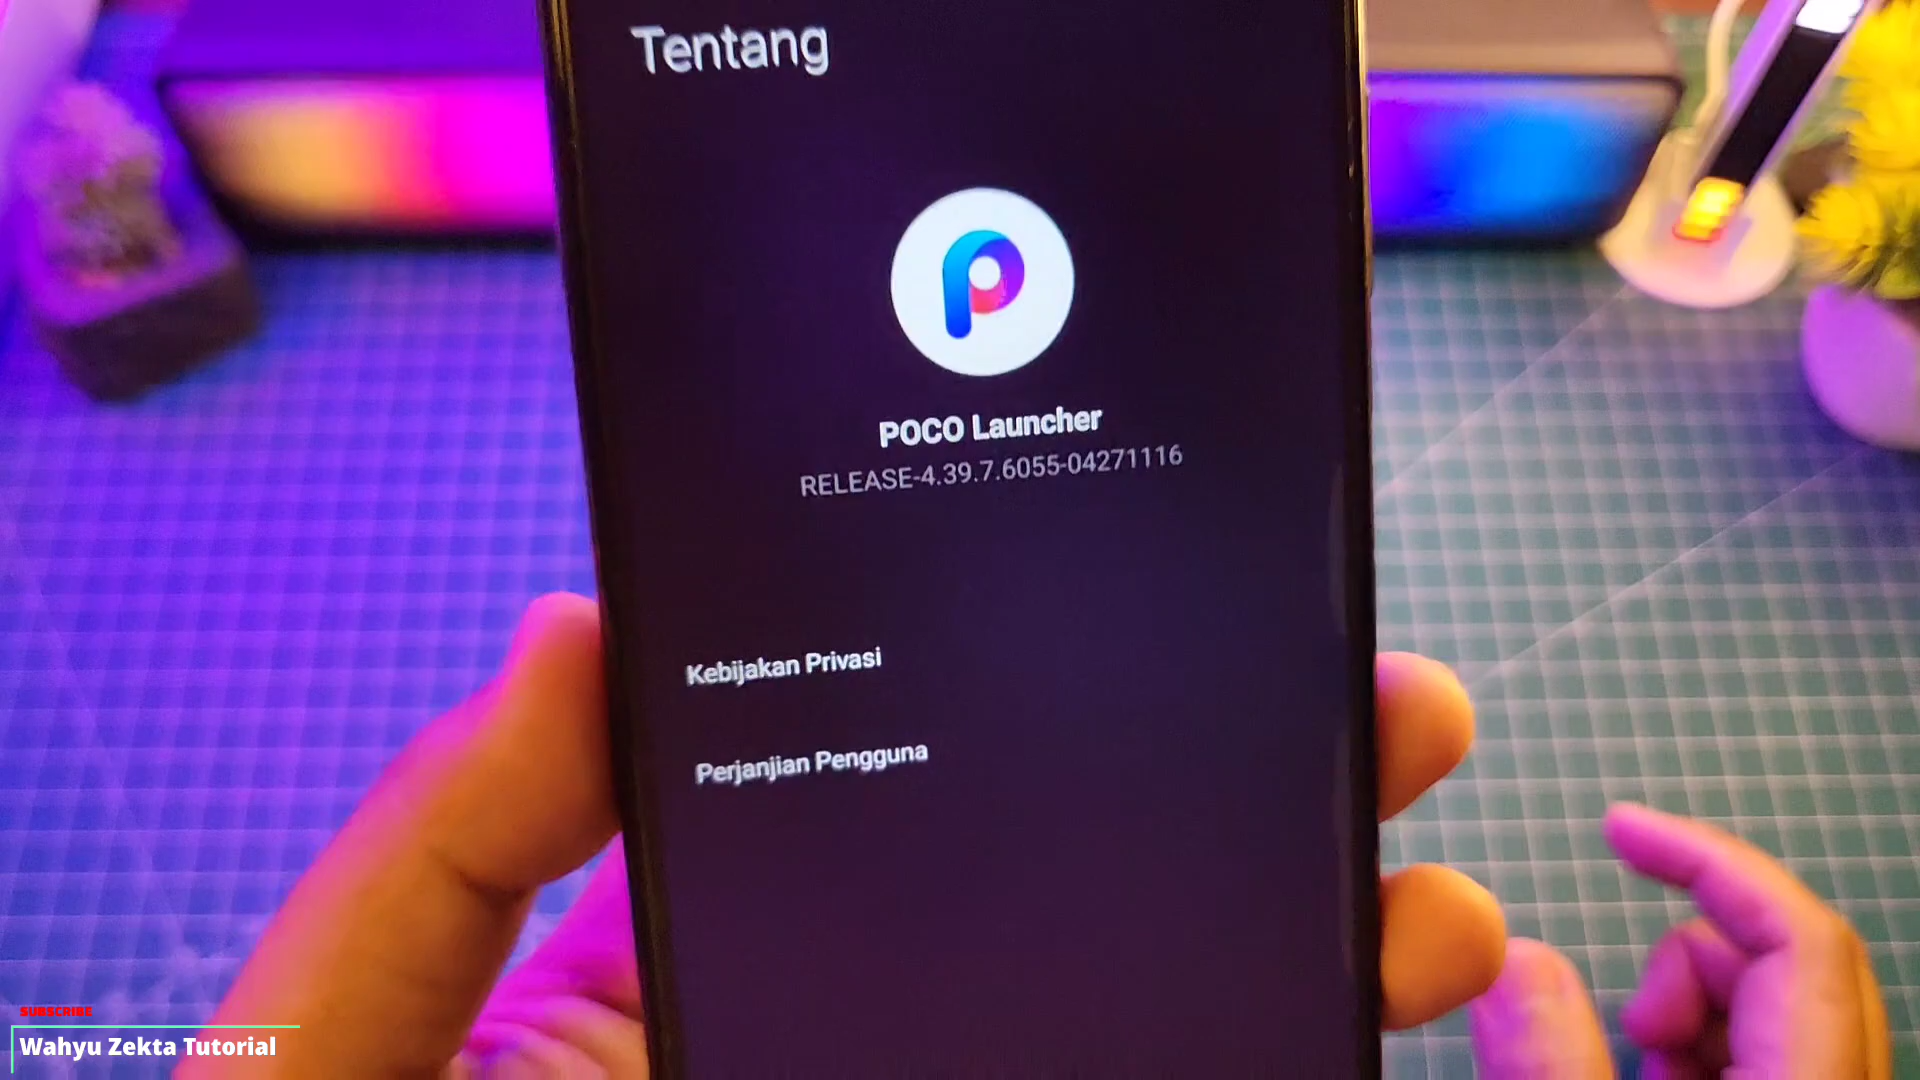 Tentang
POCO Launcher
RELEASE-4.39.7.6055-04271116
Kebijakan Privasi
Perjanjian Pengguna
SUBSCRIBE
Wahyu Zekta Tutorial